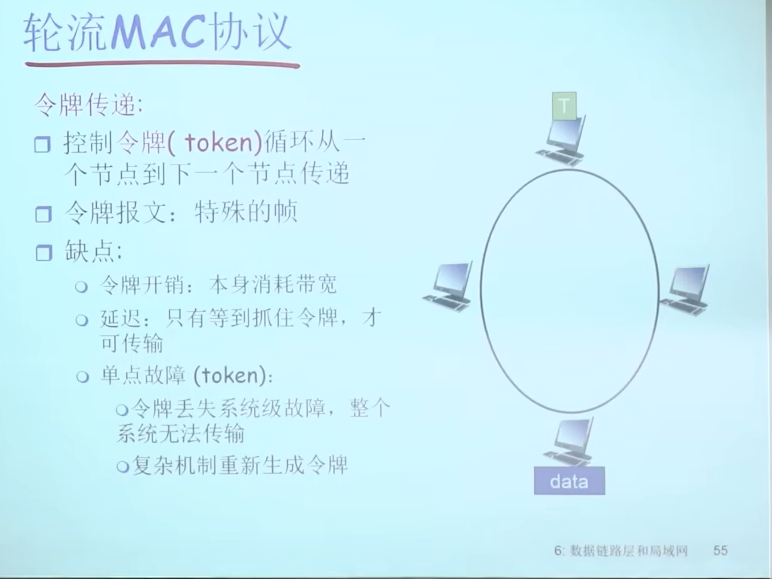 轮流MAC协议
令牌传递:
控制令牌( token)循环从一
个节点到下一个节点传递
令牌报文：特殊的帧
缺点:
令牌开销：本身消耗带宽
延迟：只有等到抓住令牌，才
可传输
单点故障 (token):
令牌丢失系统级故障，整个
系统无法传输
复杂机制重新生成令牌
T
data
6: 数据链路层和局域网 55